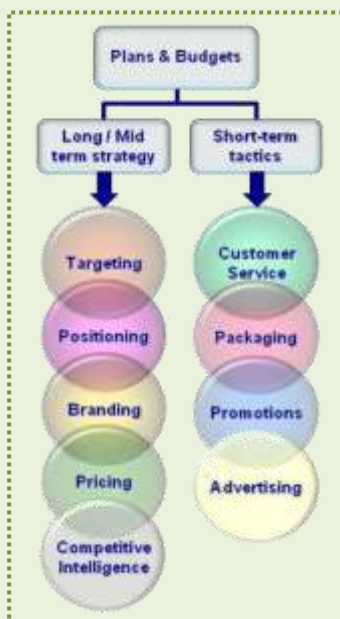 Plans & Budgets
Long / Mid
term strategy
Short-term
tactics
Targeting
Positioning
Branding
Pricing
Competitive
Intelligence
Customer
Service
Packaging
Promotions
Advertising